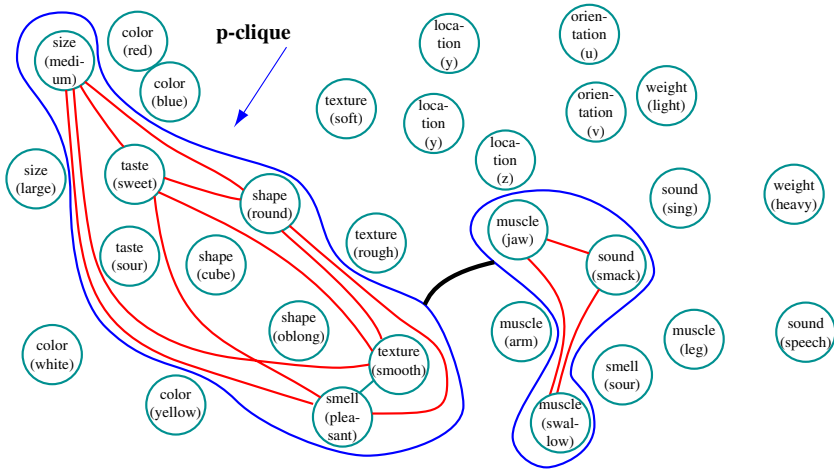 p-clique
size
(medi-
um)
color
(red)
color
(blue)
texture
(soft)
loca-
tion
(y)
loca-
tion
(y)
loca-
tion
(z)
orien-
tation
(u)
orien-
tation
(v)
weight
(light)
size
(large)
taste
(sweet)
shape
(round)
taste
(sour)
shape
(cube)
texture
(rough)
muscle
(jaw)
sound
(smack)
sound
(sing)
weight
(heavy)
shape
(oblong)
texture
(smooth)
muscle
(arm)
muscle
(leg)
sound
(speech)
color
(white)
color
(yellow)
smell
(plea-
sant)
smell
(sour)
muscle
(swal-
low)